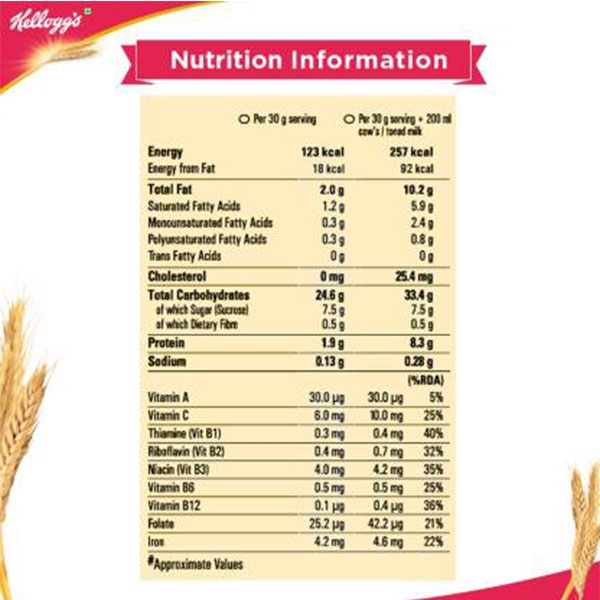 Kellogg's
Nutrition Information
Per 30 g serving Per 30 g serving + 200 ml
cow's / toned milk
Energy 123 kcal 257 kcal
Energy from Fat 18 kcal 92 kcal
Total Fat 2.0 g 10.2 g
Saturated Fatty Acids 1.2 g 5.9 g
Monounsaturated Fatty Acids 0.3 g 2.4 g
Polyunsaturated Fatty Acids 0.3 g 0.8 g
Trans Fatty Acids 0 g 0 g
Cholesterol 0 mg 25.4 mg
Total Carbohydrates 24.6 g 33.4 g
of which Sugar (Sucrose) 7.5 g 7.5 g
of which Dietary Fibre 0.5 g 0.5 g
Protein 1.9 g 8.3 g
Sodium 0.13 g 0.28 g
(%RDA)
Vitamin A 30.0 µg 30.0 µg 5%
Vitamin C 6.0 mg 10.0 mg 25%
Thiamine (Vit B1) 0.3 mg 0.4 mg 40%
Riboflavin (Vit B2) 0.4 mg 0.7 mg 32%
Niacin (Vit B3) 4.0 mg 4.2 mg 35%
Vitamin B6 0.5 mg 0.5 mg 25%
Vitamin B12 0.1 µg 0.4 µg 36%
Folate 25.2 µg 42.2 µg 21%
Iron 4.2 mg 4.6 mg 22%
#Approximate Values